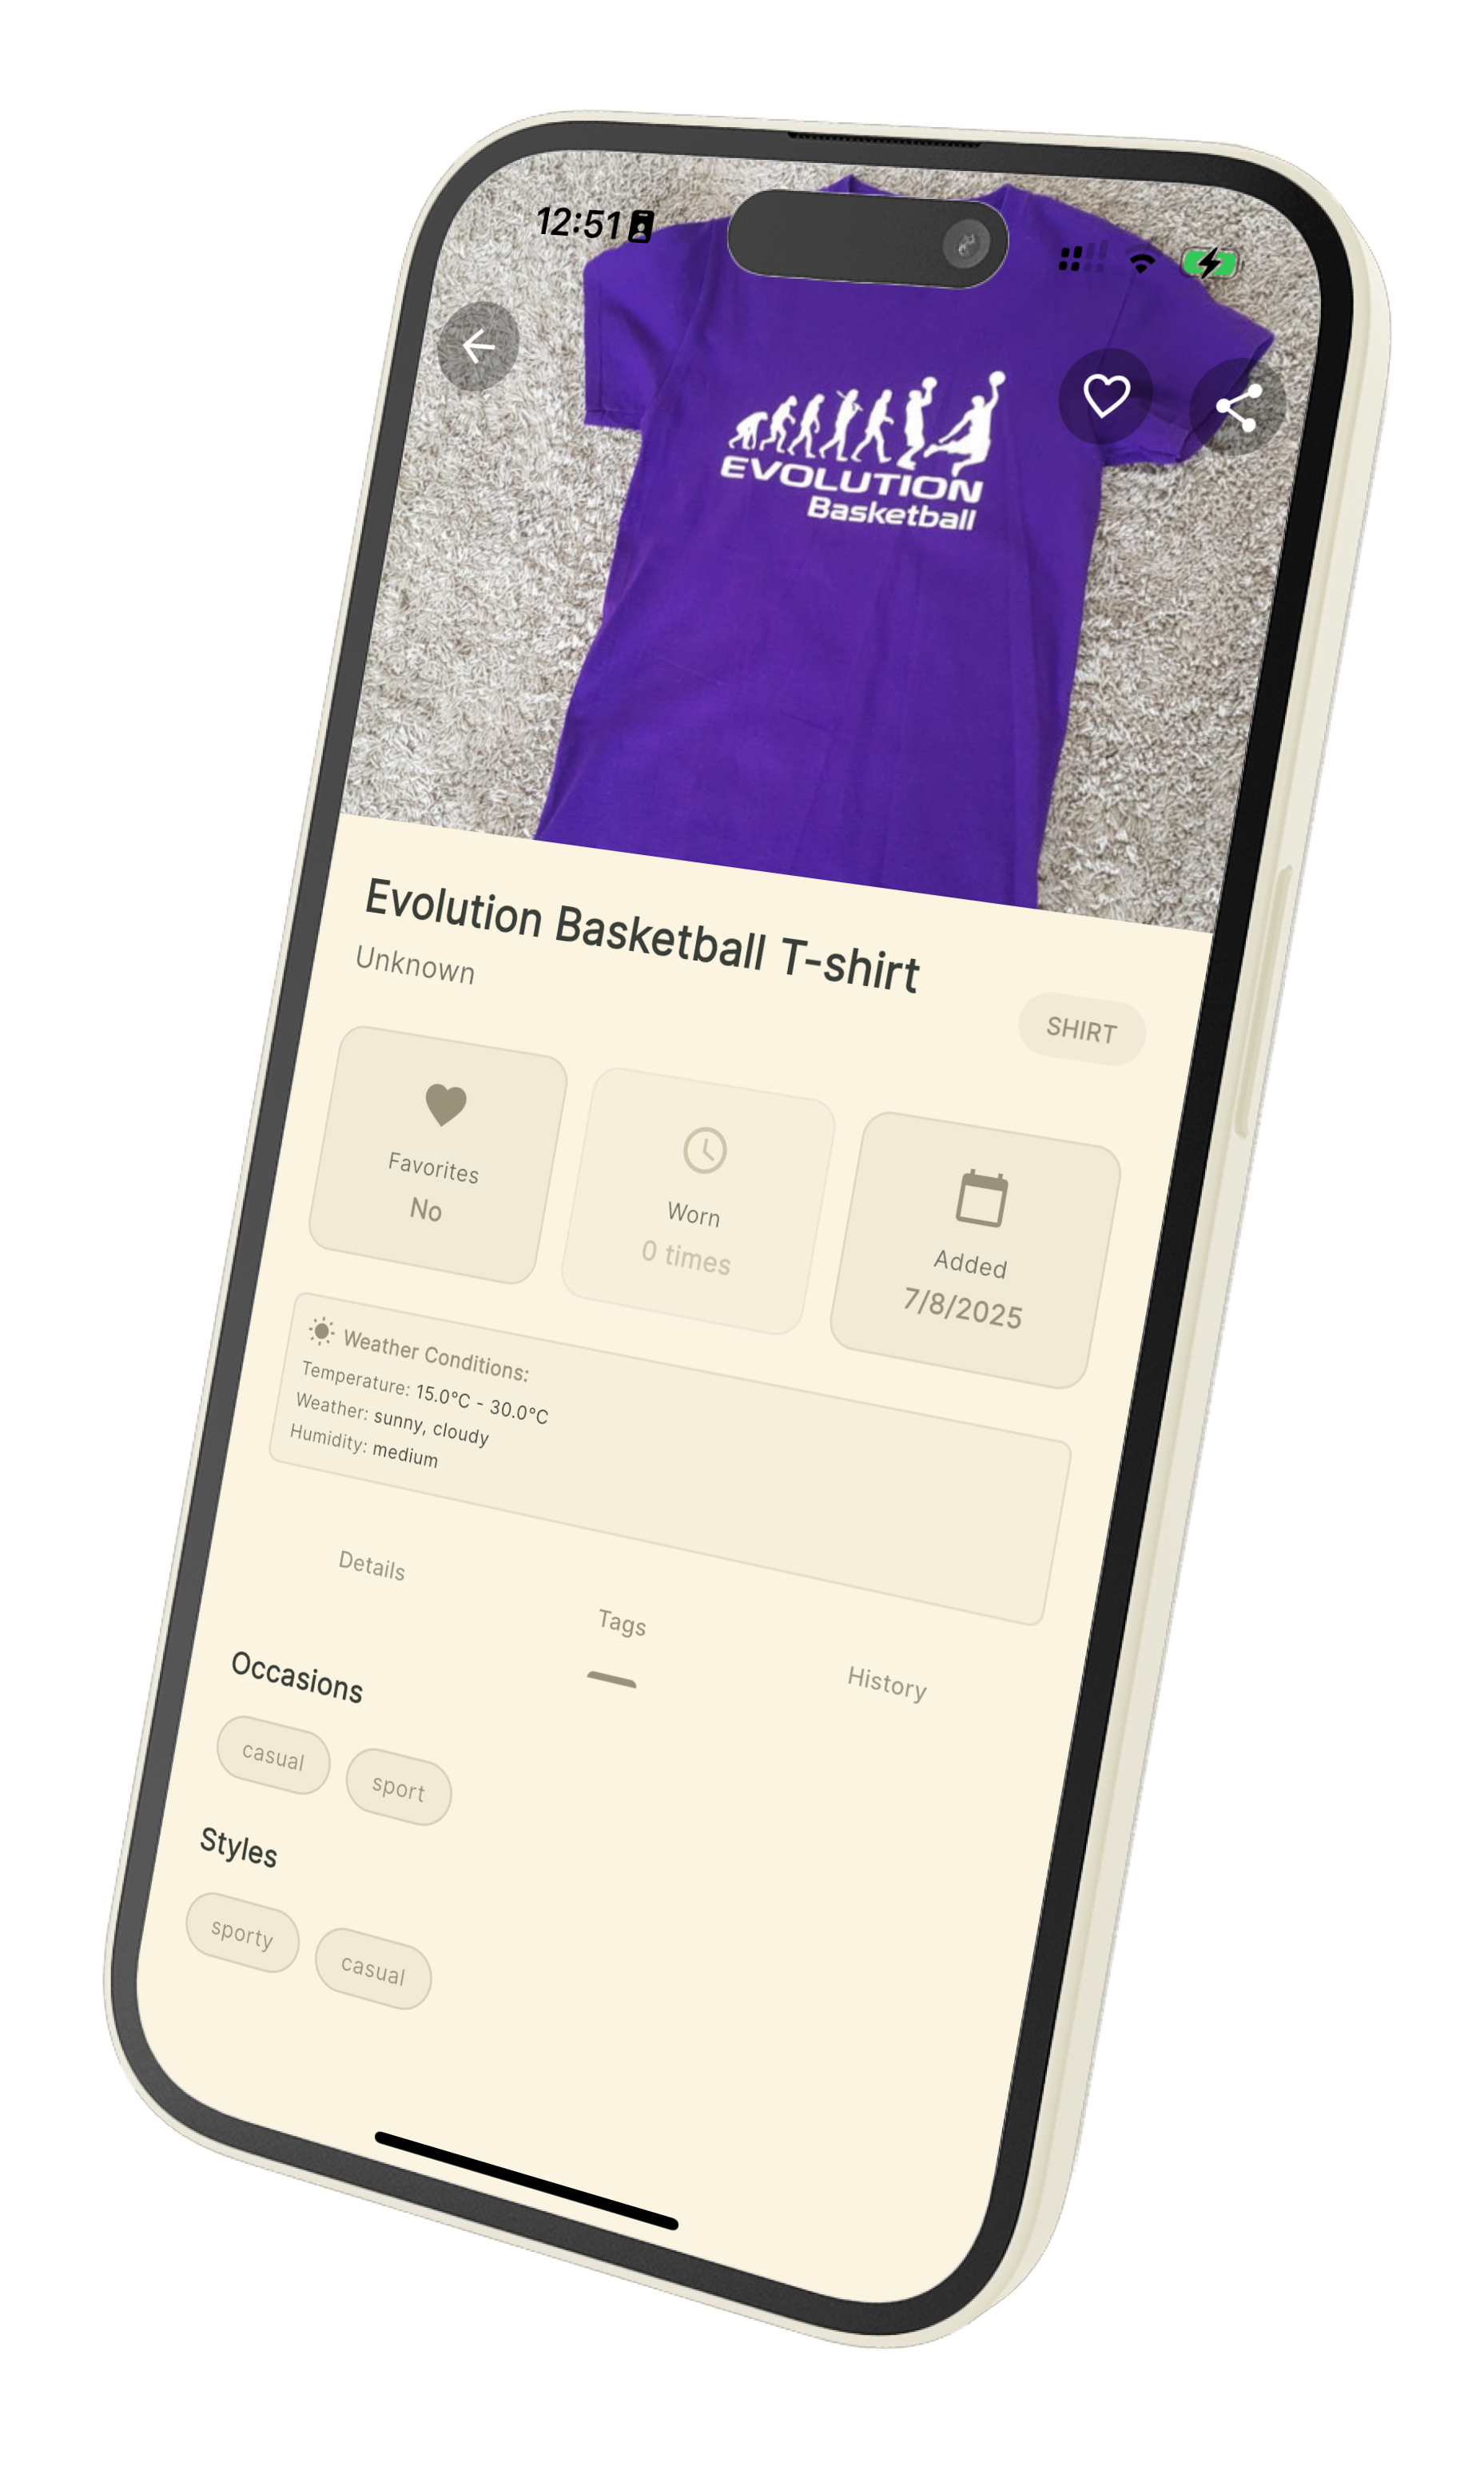 12:51
EVOLUTION
Basketball
Evolution Basketball T-shirt
Unknown
SHIRT
Favorites
No
Worn
0 times
Added
7/8/2025
Weather Conditions:
Temperature: 15.0°C - 30.0°C
Weather: sunny, cloudy
Humidity: medium
Details
Tags
History
Occasions
casual
sport
Styles
sporty
casual